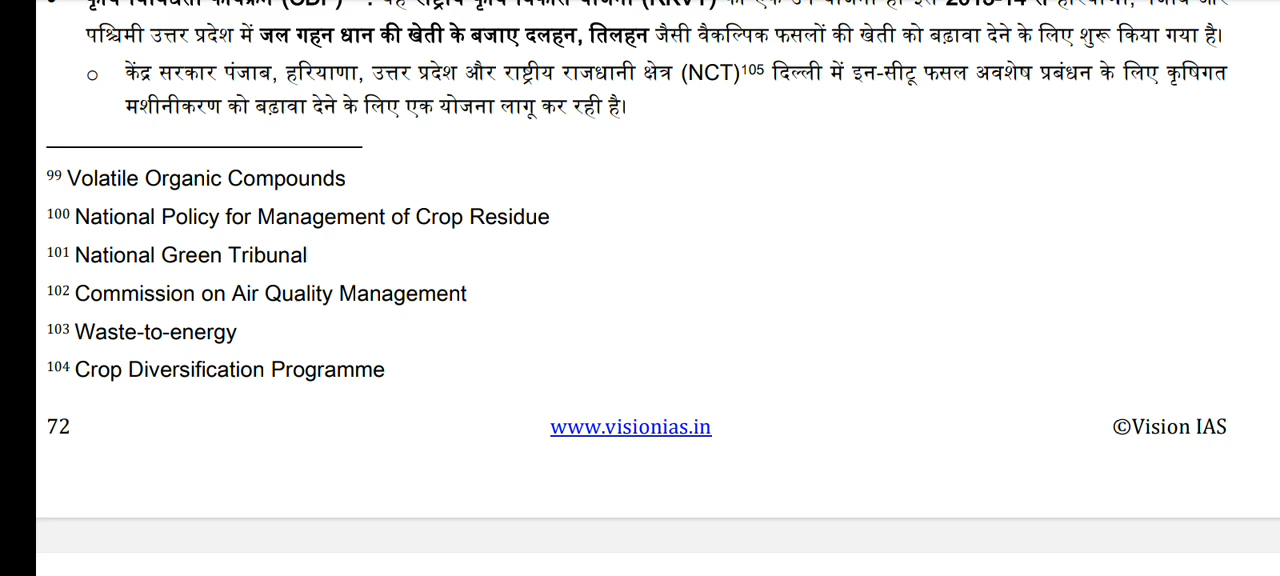 पश्चिमी उत्तर प्रदेश में जल गहन धान की खेती के बजाए दलहन, तिलहन जैसी वैकल्पिक फसलों की खेती को बढ़ावा देने के लिए शुरू किया गया है।
o केंद्र सरकार पंजाब, हरियाणा, उत्तर प्रदेश और राष्ट्रीय राजधानी क्षेत्र (NCT)¹⁰⁵ दिल्ली में इन-सीटू फसल अवशेष प्रबंधन के लिए कृषिगत
मशीनीकरण को बढ़ावा देने के लिए एक योजना लागू कर रही है।
⁹⁹ Volatile Organic Compounds
¹⁰⁰ National Policy for Management of Crop Residue
¹⁰¹ National Green Tribunal
¹⁰² Commission on Air Quality Management
¹⁰³ Waste-to-energy
¹⁰⁴ Crop Diversification Programme
72 www.visionias.in ©Vision IAS